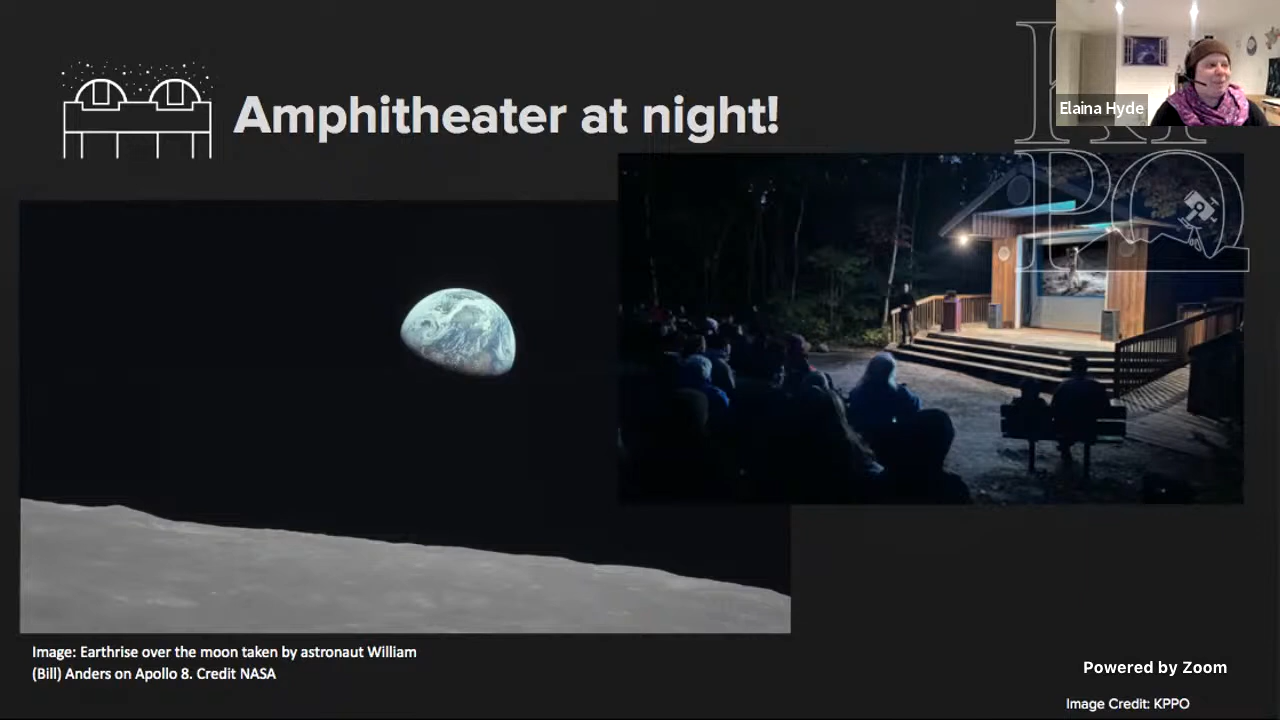 Amphitheater at night!
Elaina Hyde
Image: Earthrise over the moon taken by astronaut William
(Bill) Anders on Apollo 8. Credit NASA
Powered by Zoom
Image Credit: KPPO